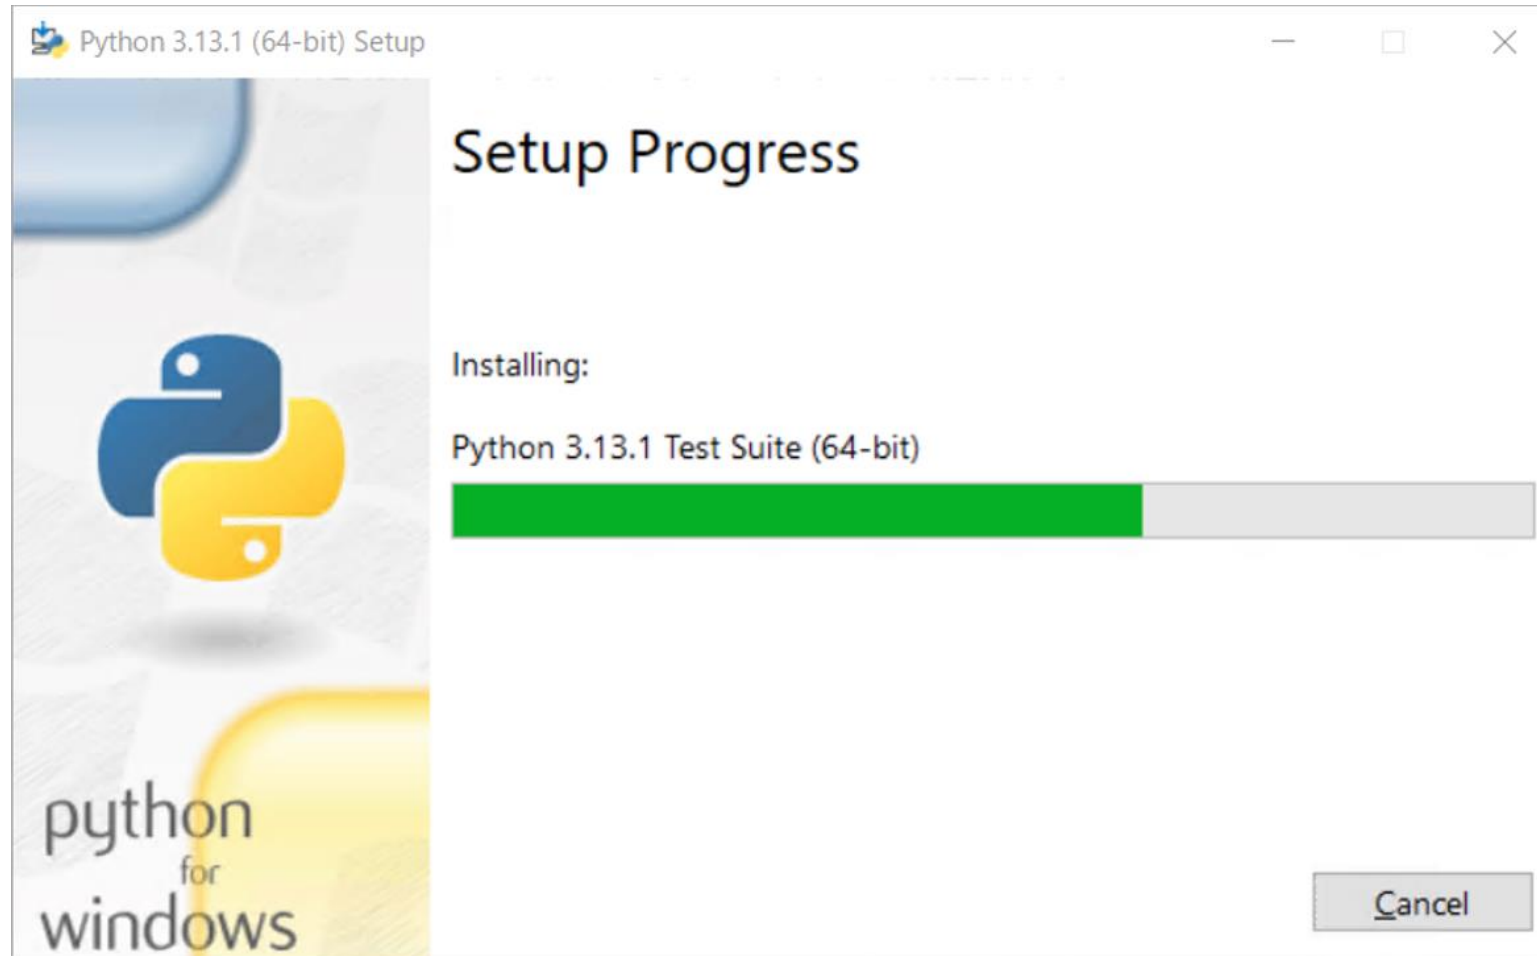 Python 3.13.1 (64-bit) Setup
Setup Progress
Installing:
Python 3.13.1 Test Suite (64-bit)
python
for
windows
Cancel